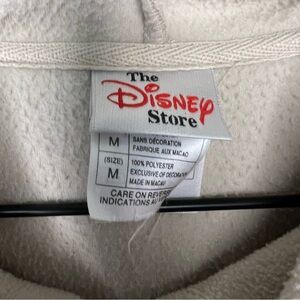 The
Disney
Store
M
SANS DÉCORATION
FABRIQUE AUX MACAO
(SIZE)
M
100% POLYESTER
EXCLUSIVE OF DECORATION
MADE IN MACAU
CARE ON REVERSE
INDICATIONS AU